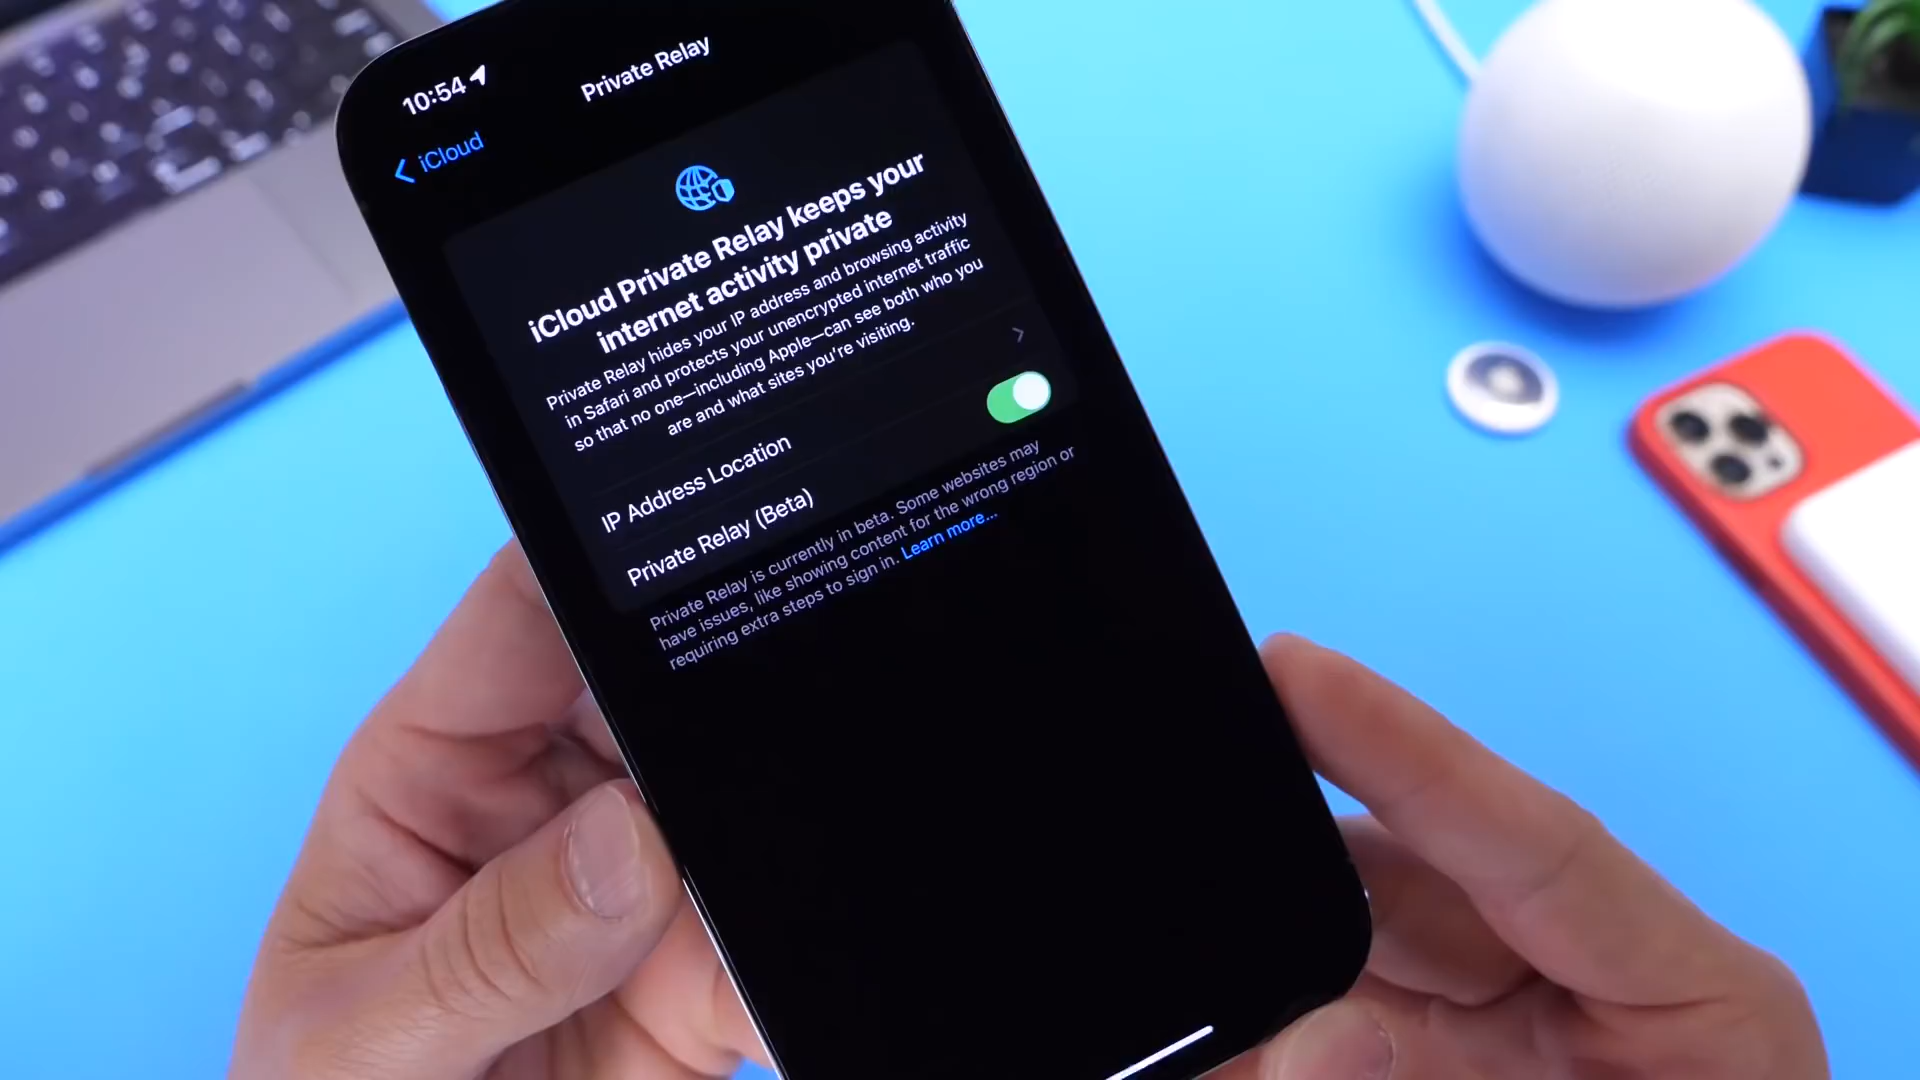 10:54
Private Relay
iCloud
iCloud Private Relay keeps your
internet activity private
Private Relay hides your IP address and browsing activity
in Safari and protects your unencrypted internet traffic
so that no one—including Apple—can see both who you
are and what sites you're visiting.
IP Address Location
Private Relay (Beta)
Private Relay is currently in beta. Some websites may
have issues, like showing content for the wrong region or
requiring extra steps to sign in. Learn more...